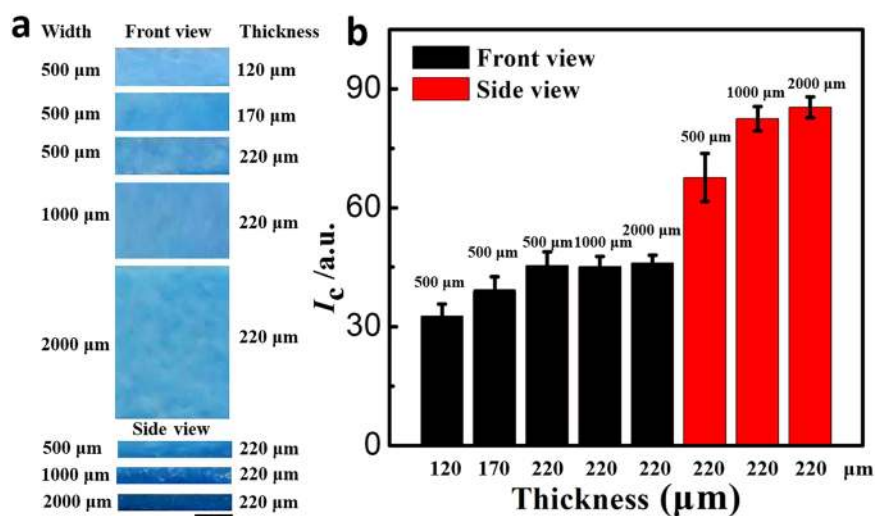 a
Width Front view Thickness
500 µm 120 µm
500 µm 170 µm
500 µm 220 µm
1000 µm 220 µm
2000 µm 220 µm
Side view
500 µm 220 µm
1000 µm 220 µm
2000 µm 220 µm
b
Front view
Side view
90
60
30
0
Ic /a.u.
500 µm
500 µm
500 µm
1000 µm
2000 µm
500 µm
1000 µm
2000 µm
120 170 220 220 220 220 220 220 µm
Thickness (µm)